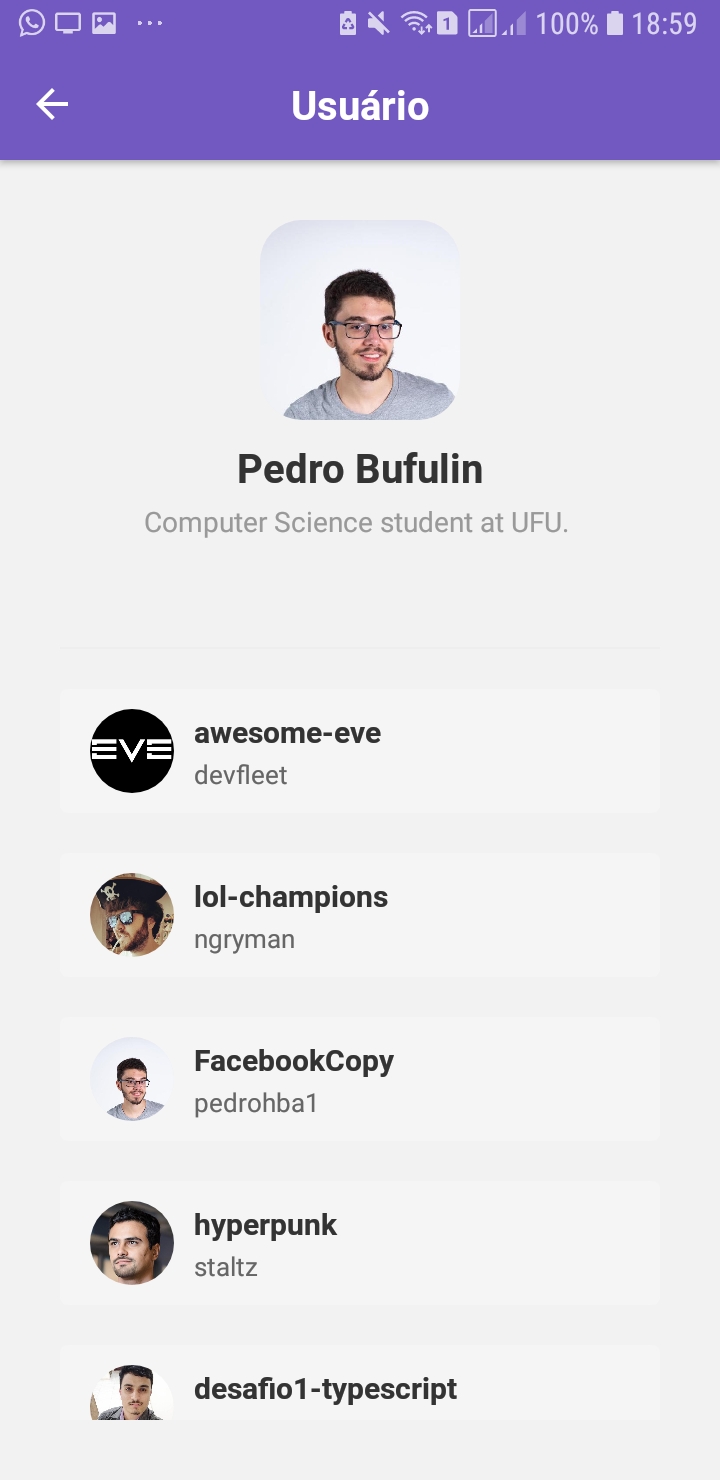 1 100% 18:59
Usuário
Pedro Bufulin
Computer Science student at UFU.
EVE
awesome-eve
devfleet
lol-champions
ngryman
FacebookCopy
pedrohba1
hyperpunk
staltz
desafio1-typescript